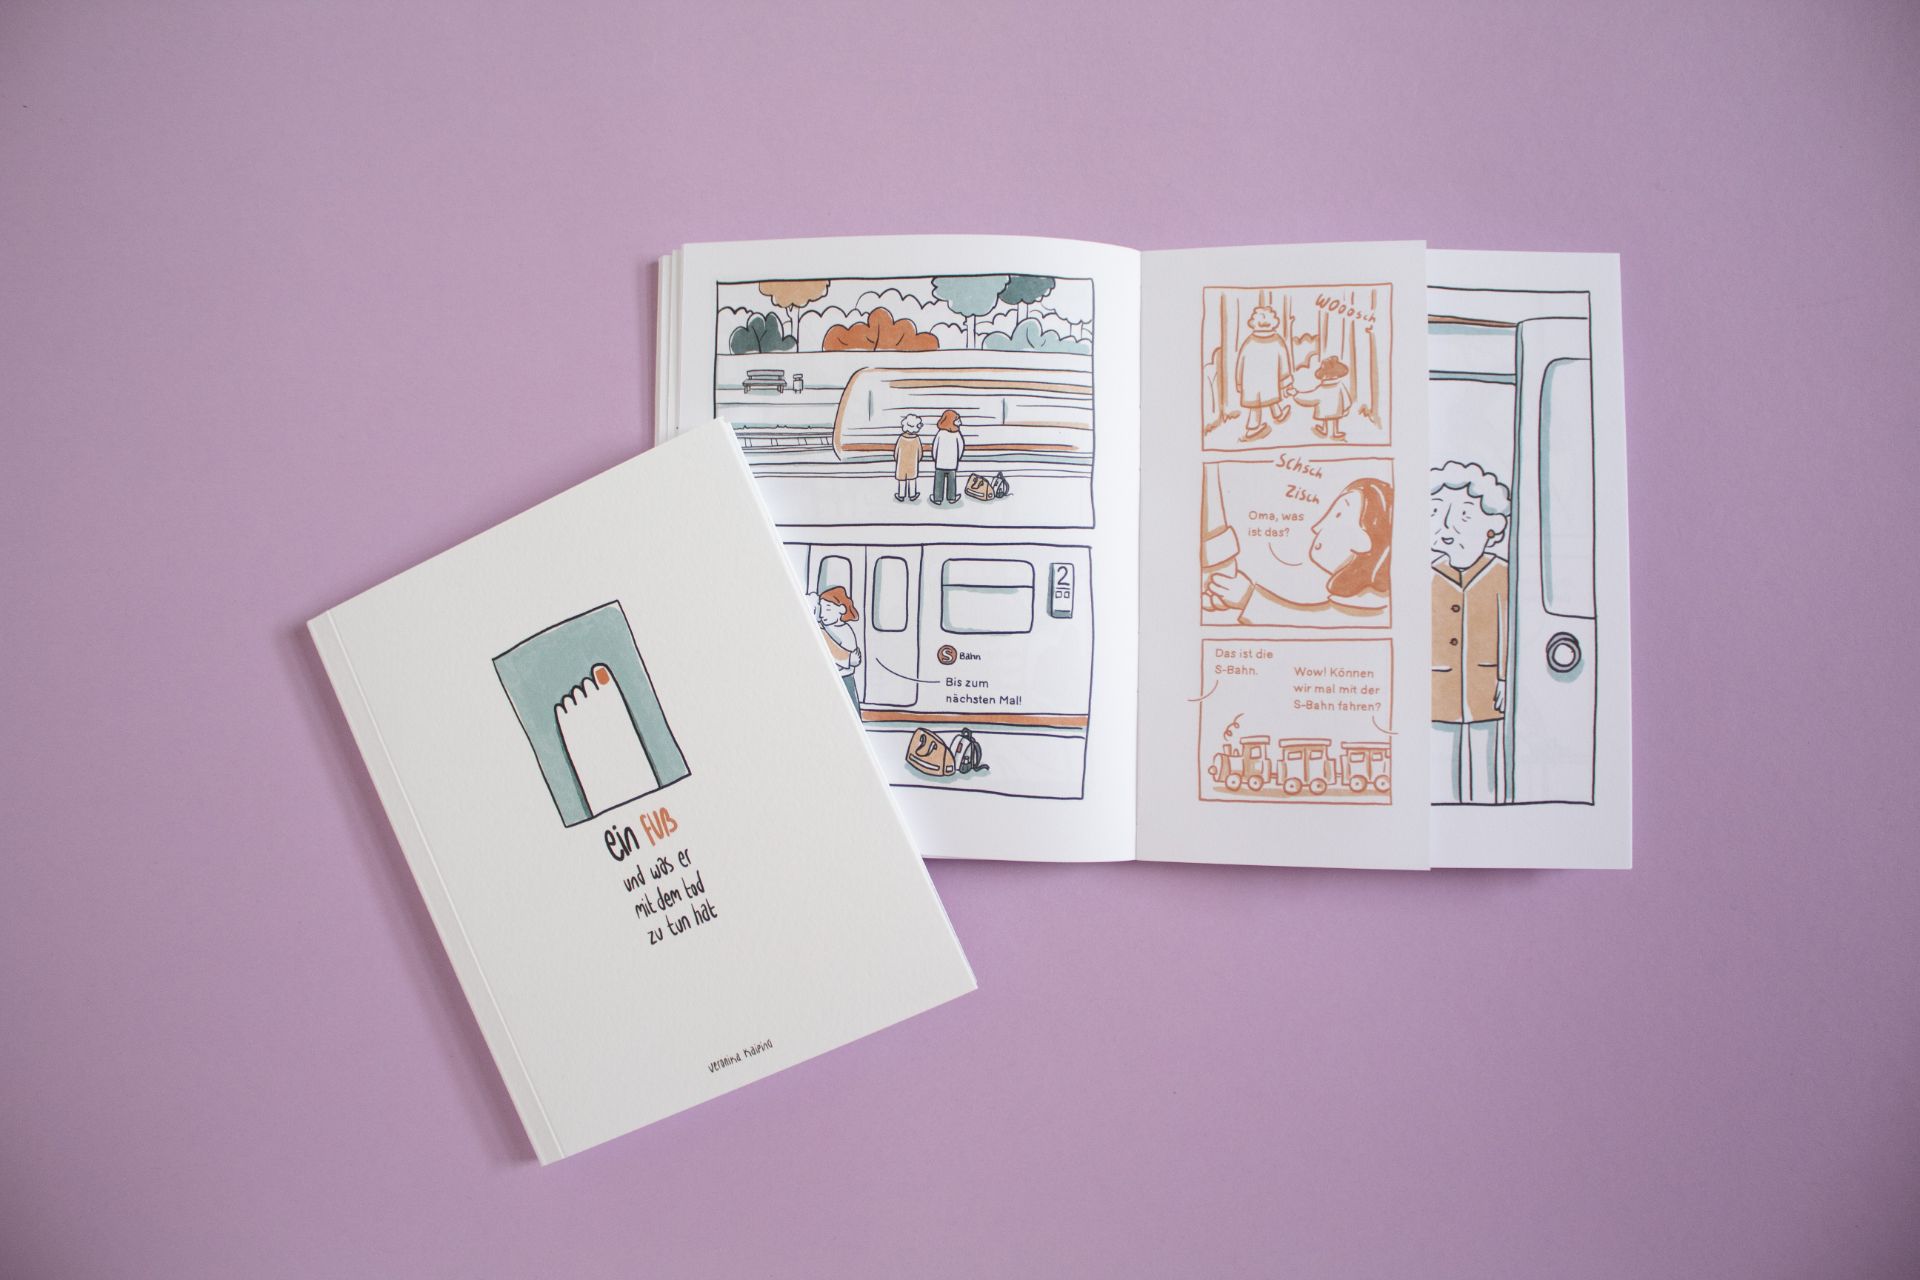 ein Fuß
und was er
mit dem tod
zu tun hat
2
S Bahn
Bis zum
nächsten Mal!
WOOOSCH
Schsch
Zisch
Oma, was
ist das?
Das ist die
S-Bahn.
Wow! Können
wir mal mit der
S-Bahn fahren?
veronika